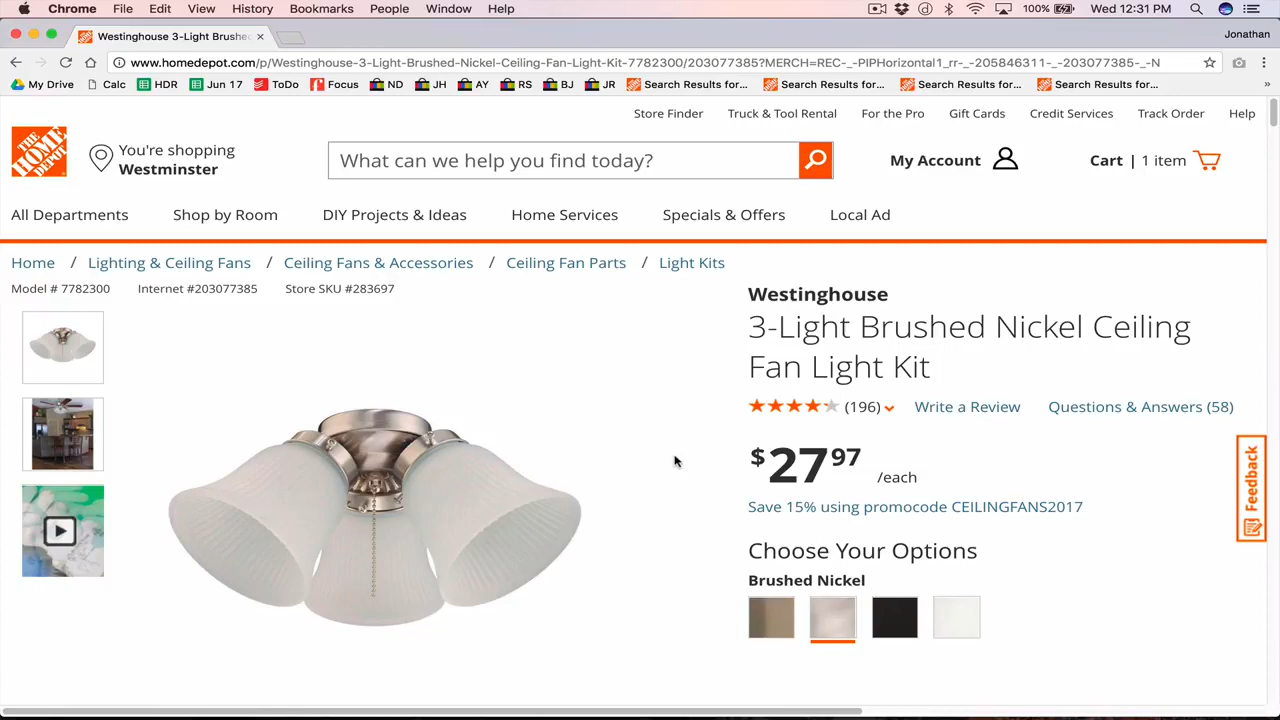 Chrome File Edit View History Bookmarks People Window Help 100% Wed 12:31 PM
Westinghouse 3-Light Brushe Jonathan
www.homedepot.com/p/Westinghouse-3-Light-Brushed-Nickel-Ceiling-Fan-Light-Kit-7782300/203077385?MERCH=REC-_-PIPHorizontal1_rr-_-205846311-_-203077385-_-N
My Drive Calc HDR Jun 17 ToDo Focus ND JH AY RS BJ JR Search Results for... Search Results for... Search Results for... Search Results for... »
Store Finder Truck & Tool Rental For the Pro Gift Cards Credit Services Track Order Help
THE HOME DEPOT
You're shopping
Westminster
What can we help you find today?
My Account
Cart | 1 item
All Departments Shop by Room DIY Projects & Ideas Home Services Specials & Offers Local Ad
Home / Lighting & Ceiling Fans / Ceiling Fans & Accessories / Ceiling Fan Parts / Light Kits
Model # 7782300 Internet #203077385 Store SKU #283697
Westinghouse
3-Light Brushed Nickel Ceiling
Fan Light Kit
(196) Write a Review Questions & Answers (58)
$27 97 /each
Save 15% using promocode CEILINGFANS2017
Choose Your Options
Brushed Nickel
Feedback